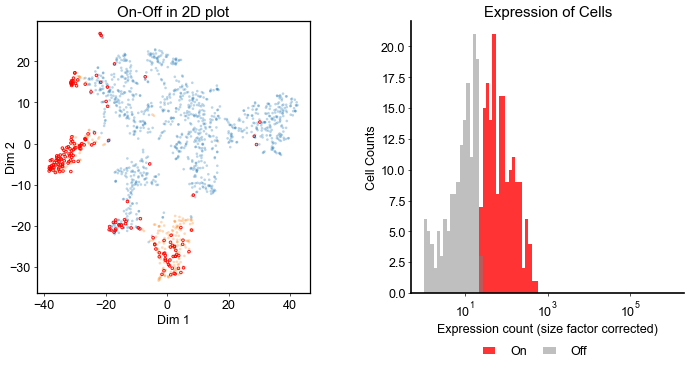 On-Off in 2D plot
Dim 2
20
10
0
−10
−20
−30
−40
−20
0
20
40
Dim 1
Expression of Cells
Cell Counts
20.0
17.5
15.0
12.5
10.0
7.5
5.0
2.5
0.0
10¹
10³
10⁵
Expression count (size factor corrected)
On
Off